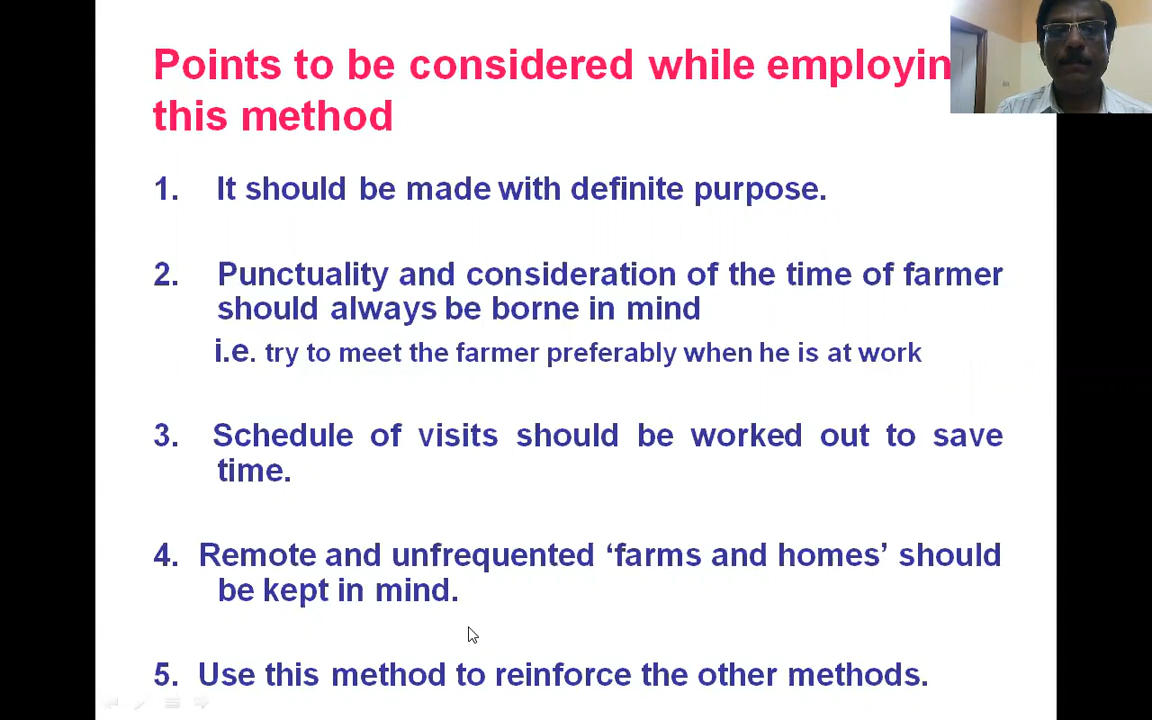 Points to be considered while employin
this method
1. It should be made with definite purpose.
2. Punctuality and consideration of the time of farmer
should always be borne in mind
i.e. try to meet the farmer preferably when he is at work
3. Schedule of visits should be worked out to save
time.
4. Remote and unfrequented ‘farms and homes’ should
be kept in mind.
5. Use this method to reinforce the other methods.